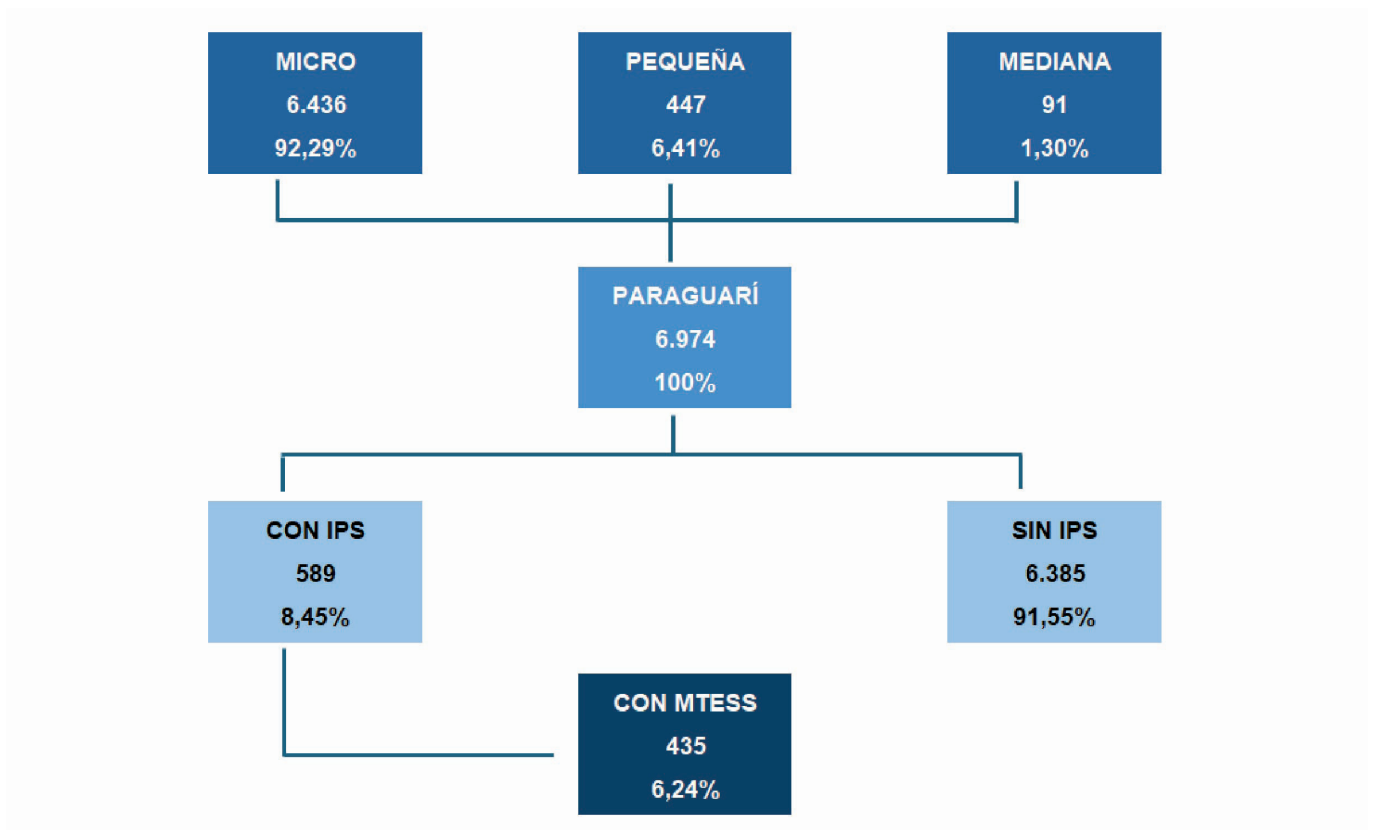 MICRO
6.436
92,29%
PEQUEÑA
447
6,41%
MEDIANA
91
1,30%
PARAGUARÍ
6.974
100%
CON IPS
589
8,45%
SIN IPS
6.385
91,55%
CON MTESS
435
6,24%